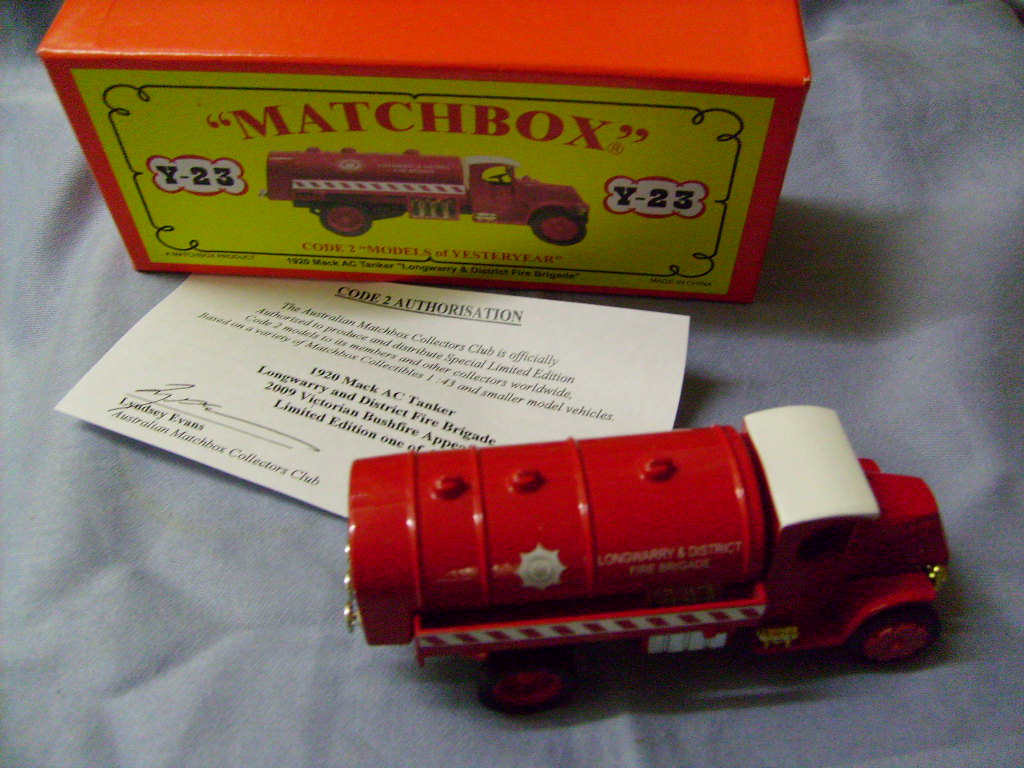 "MATCHBOX"®
Y-23
Y-23
CODE 2 "MODELS of YESTERYEAR"
A MATCHBOX PRODUCT
1920 Mack AC Tanker "Longwarry & District Fire Brigade"
MADE IN CHINA
CODE 2 AUTHORISATION
The Australian Matchbox Collectors Club is officially
Authorized to produce and distribute Special Limited Edition
Code 2 models to its members and other collectors worldwide,
Based on a variety of Matchbox Collectibles 1:43 and smaller model vehicles.
1920 Mack AC Tanker
Longwarry and District Fire Brigade
2009 Victorian Bushfire Appeal
Limited Edition one of
Lyndsey Evans
Australian Matchbox Collectors Club
LONGWARRY & DISTRICT
FIRE BRIGADE